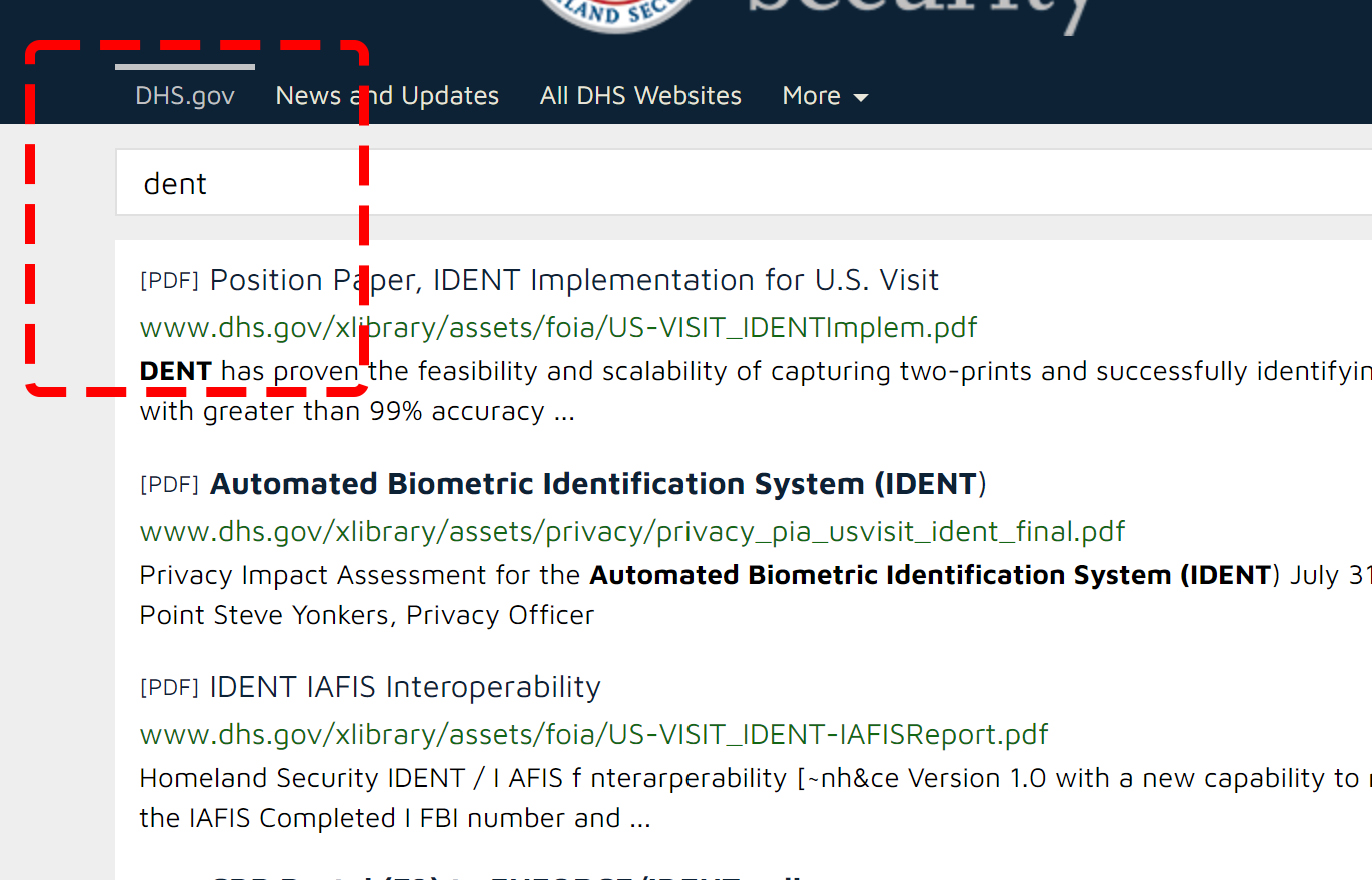 LAND SEC
Security
DHS.gov News and Updates All DHS Websites More
dent
[PDF] Position Paper, IDENT Implementation for U.S. Visit
www.dhs.gov/xlibrary/assets/foia/US-VISIT_IDENTImplem.pdf
DENT has proven the feasibility and scalability of capturing two-prints and successfully identifyin
with greater than 99% accuracy ...
[PDF] Automated Biometric Identification System (IDENT)
www.dhs.gov/xlibrary/assets/privacy/privacy_pia_usvisit_ident_final.pdf
Privacy Impact Assessment for the Automated Biometric Identification System (IDENT) July 31
Point Steve Yonkers, Privacy Officer
[PDF] IDENT IAFIS Interoperability
www.dhs.gov/xlibrary/assets/foia/US-VISIT_IDENT-IAFISReport.pdf
Homeland Security IDENT / I AFIS f nterarperability [~nh&ce Version 1.0 with a new capability to
the IAFIS Completed I FBI number and ...